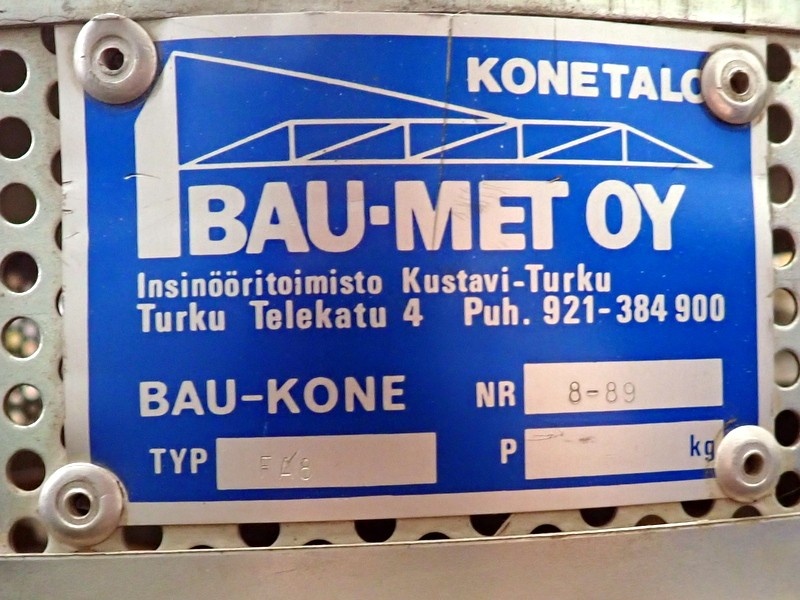 KONETALO
BAU-MET OY
Insinööritoimisto Kustavi-Turku
Turku Telekatu 4 Puh. 921-384 900
BAU-KONE NR 8-89
TYP P kg